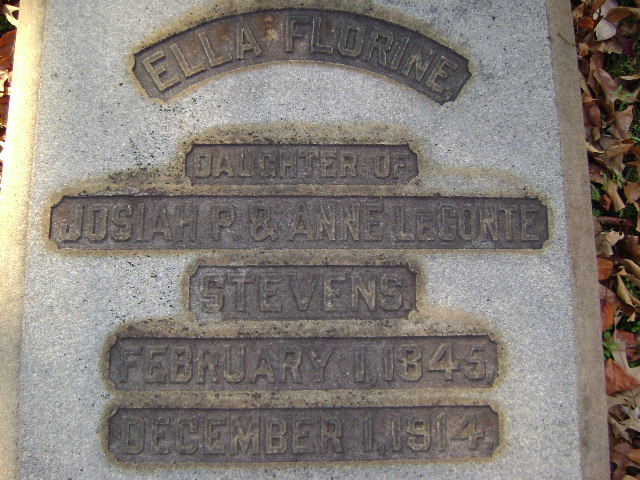 ELLA FLORINE
DAUGHTER OF
JOSIAH P. & ANNE LeCONTE
STEVENS.
FEBRUARY 1, 1845.
DECEMBER 1, 1914.